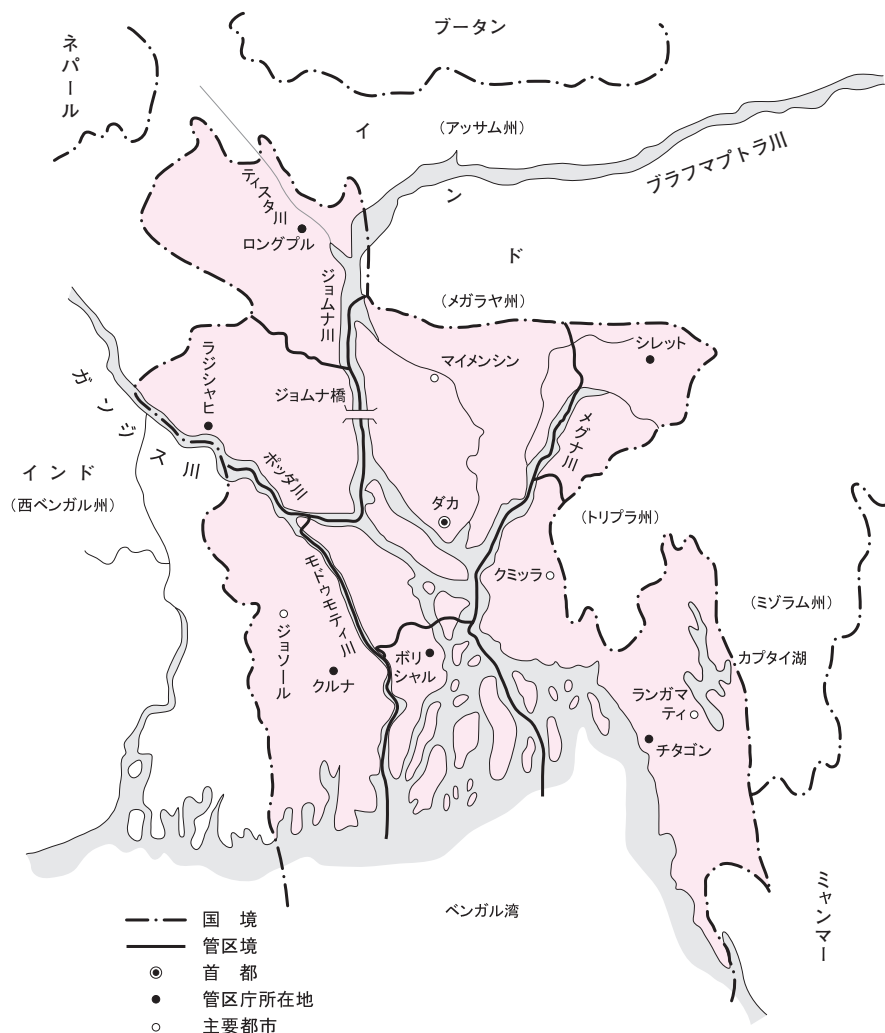 ネパール
ブータン
イ
ン
ド
（アッサム州）
ブラフマプトラ川
ティスタ川
ロングプル
ジョムナ川
（メガラヤ州）
マイメンシン
シレット
ラジシャヒ
ジョムナ橋
メグナ川
ガンジス川
ポッダ川
インド
（西ベンガル州）
ダカ
（トリプラ州）
クミッラ
モドゥモティ川
ジョソール
（ミゾラム州）
カプタイ湖
ボリ
シャル
クルナ
ランガマ
ティ
チタゴン
ミャンマー
ベンガル湾
国　境
管区境
首　都
管区庁所在地
主要都市